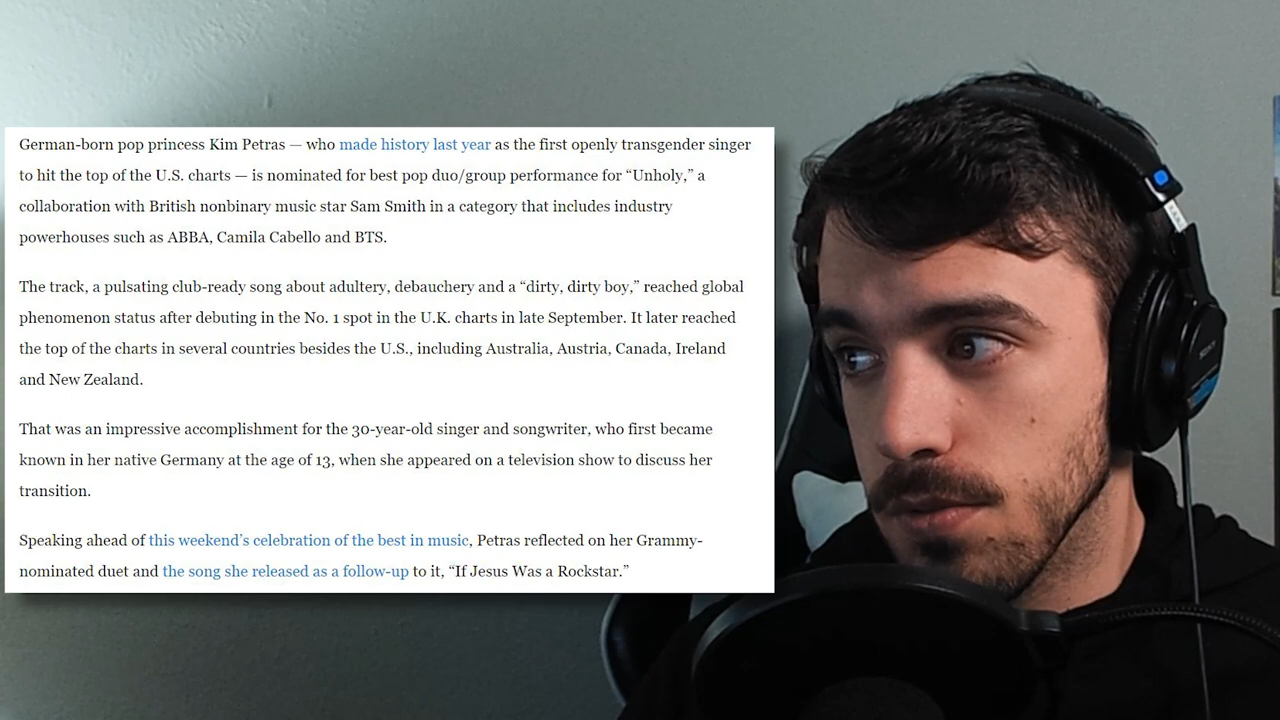 German-born pop princess Kim Petras — who made history last year as the first openly transgender singer
to hit the top of the U.S. charts — is nominated for best pop duo/group performance for “Unholy,” a
collaboration with British nonbinary music star Sam Smith in a category that includes industry
powerhouses such as ABBA, Camila Cabello and BTS.
The track, a pulsating club-ready song about adultery, debauchery and a “dirty, dirty boy,” reached global
phenomenon status after debuting in the No. 1 spot in the U.K. charts in late September. It later reached
the top of the charts in several countries besides the U.S., including Australia, Austria, Canada, Ireland
and New Zealand.
That was an impressive accomplishment for the 30-year-old singer and songwriter, who first became
known in her native Germany at the age of 13, when she appeared on a television show to discuss her
transition.
Speaking ahead of this weekend’s celebration of the best in music, Petras reflected on her Grammy-
nominated duet and the song she released as a follow-up to it, “If Jesus Was a Rockstar.”
SONY